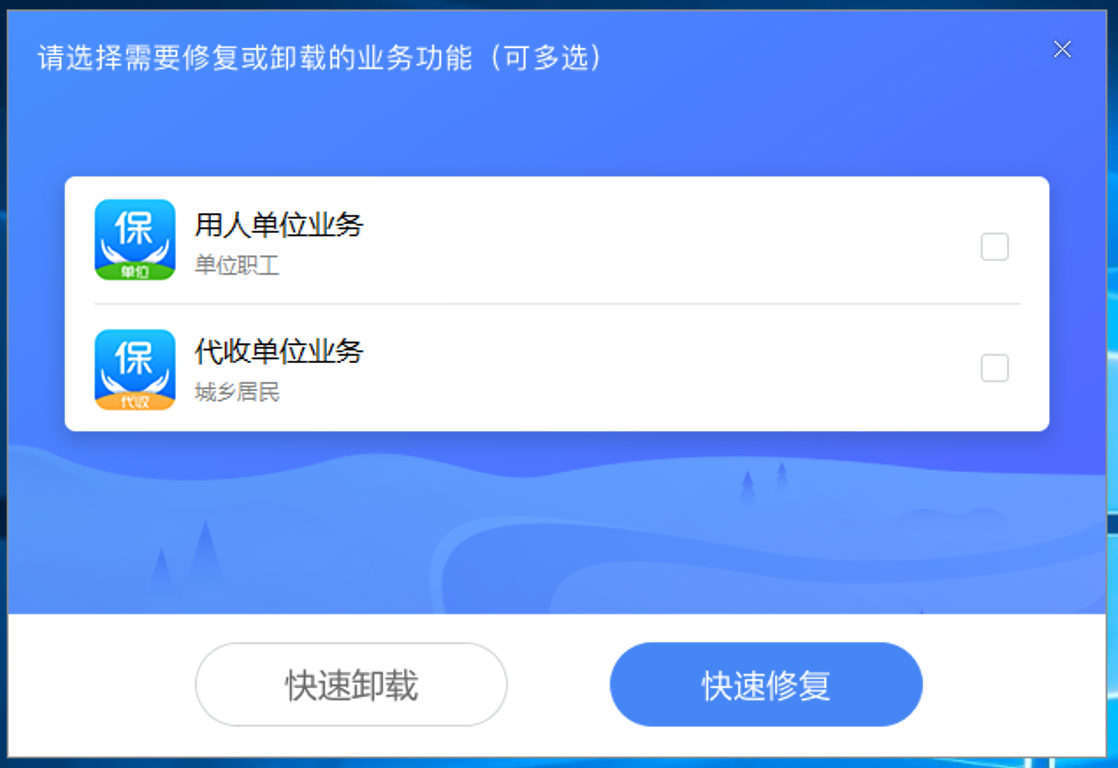 请选择需要修复或卸载的业务功能（可多选）
保
单位
用人单位业务
单位职工
保
代收
代收单位业务
城乡居民
快速卸载
快速修复